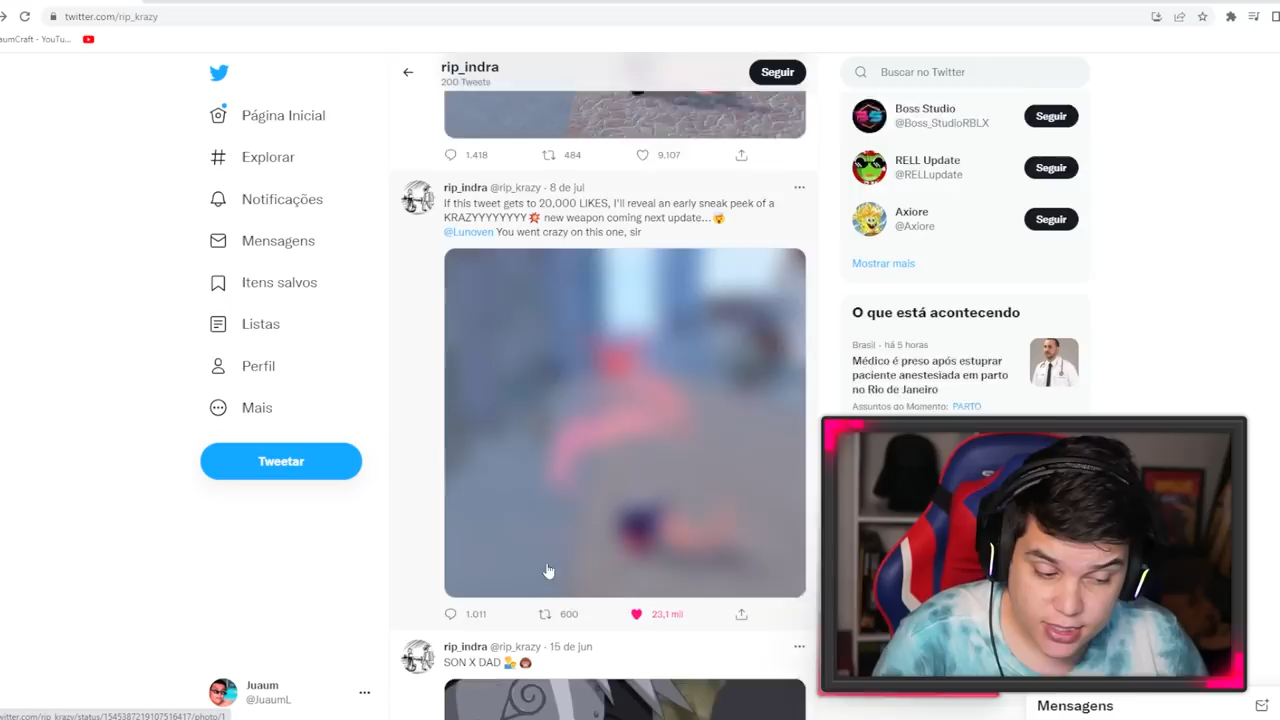 twitter.com/rip_krazy
aumCraft - YouTu...
rip_indra
200 Tweets
Seguir
Página Inicial
Explorar
Notificações
Mensagens
Itens salvos
Listas
Perfil
Mais
Tweetar
Juaum
@JuaumL
1.418
484
9.107
rip_indra @rip_krazy · 8 de jul
If this tweet gets to 20,000 LIKES, I'll reveal an early sneak peek of a
KRAZYYYYYYYY💥 new weapon coming next update...🤯
@Lunoven You went crazy on this one, sir
1.011
600
23,1 mil
rip_indra @rip_krazy · 15 de jun
SON X DAD
Buscar no Twitter
Boss Studio
@Boss_StudioRBLX
Seguir
RELL Update
@RELLupdate
Seguir
Axiore
@Axiore
Seguir
Mostrar mais
O que está acontecendo
Brasil · há 5 horas
Médico é preso após estuprar
paciente anestesiada em parto
no Rio de Janeiro
Assuntos do Momento: PARTO
Mensagens
twitter.com/rip_krazy/status/1545387219107516417/photo/1